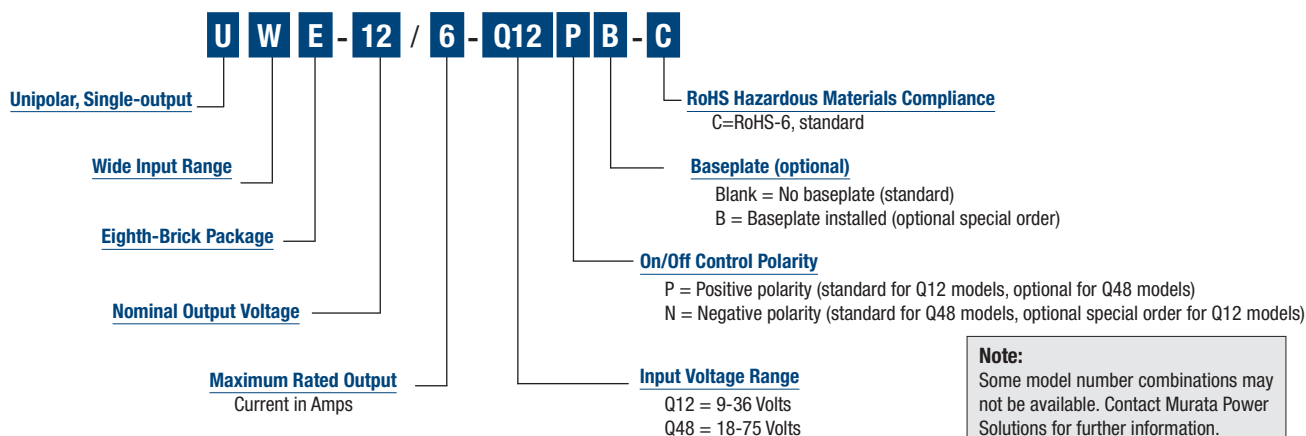 U W E - 12 / 6 - Q12 P B - C
Unipolar, Single-output
Wide Input Range
Eighth-Brick Package
Nominal Output Voltage
Maximum Rated Output
Current in Amps
RoHS Hazardous Materials Compliance
C=RoHS-6, standard
Baseplate (optional)
Blank = No baseplate (standard)
B = Baseplate installed (optional special order)
On/Off Control Polarity
P = Positive polarity (standard for Q12 models, optional for Q48 models)
N = Negative polarity (standard for Q48 models, optional special order for Q12 models)
Input Voltage Range
Q12 = 9-36 Volts
Q48 = 18-75 Volts
Note:
Some model number combinations may
not be available. Contact Murata Power
Solutions for further information.